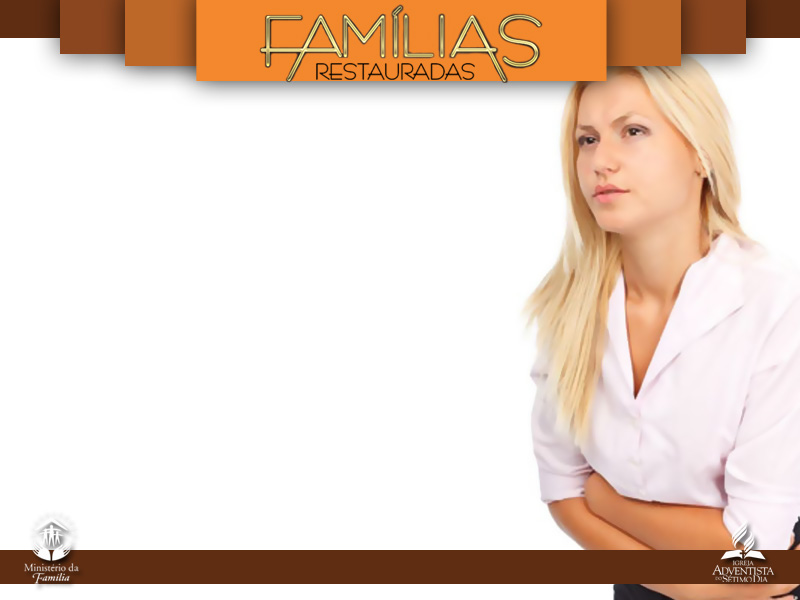 FAMÍLIAS
RESTAURADAS
Ministério da
Família
IGREJA
ADVENTISTA
DO SÉTIMO DIA